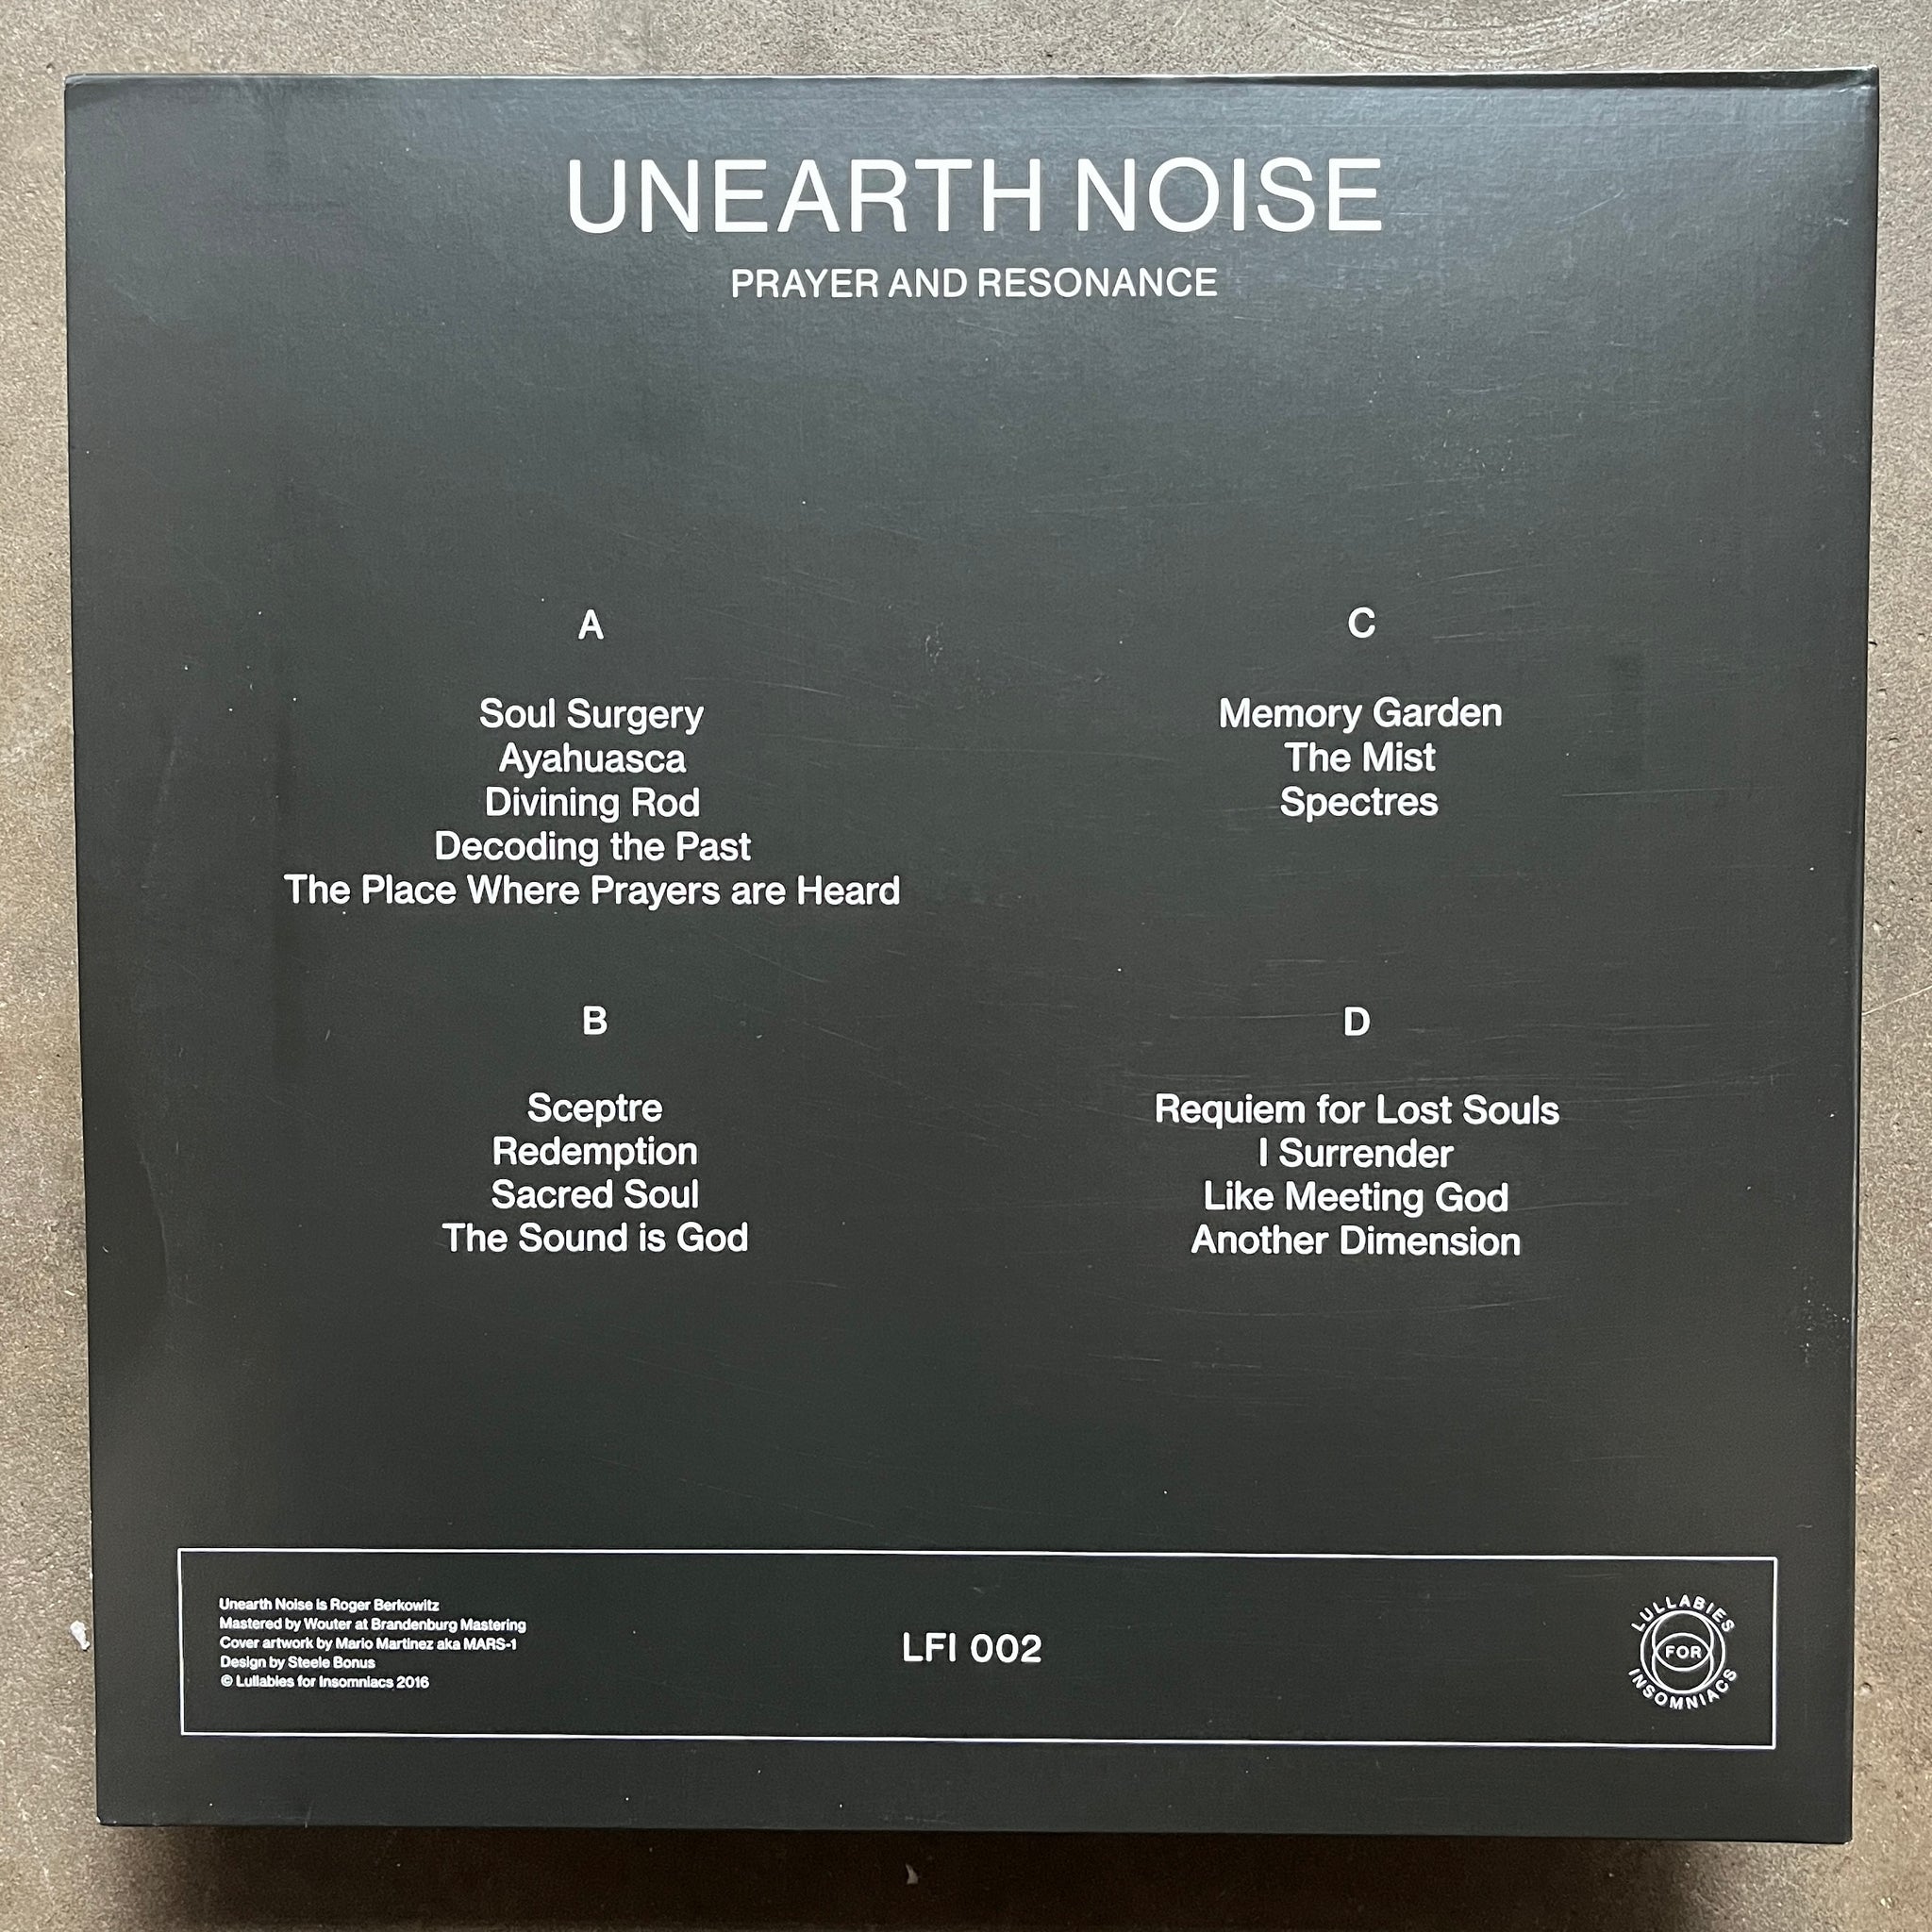 UNEARTH NOISE
PRAYER AND RESONANCE
A
Soul Surgery
Ayahuasca
Divining Rod
Decoding the Past
The Place Where Prayers are Heard
B
Sceptre
Redemption
Sacred Soul
The Sound is God
C
Memory Garden
The Mist
Spectres
D
Requiem for Lost Souls
I Surrender
Like Meeting God
Another Dimension
Unearth Noise is Roger Berkowitz
Mastered by Wouter at Brandenburg Mastering
Cover artwork by Mario Martinez aka MARS-1
Design by Steele Bonus
© Lullabies for Insomniacs 2016
LFI 002
LULLABIES
FOR
INSOMNIACS